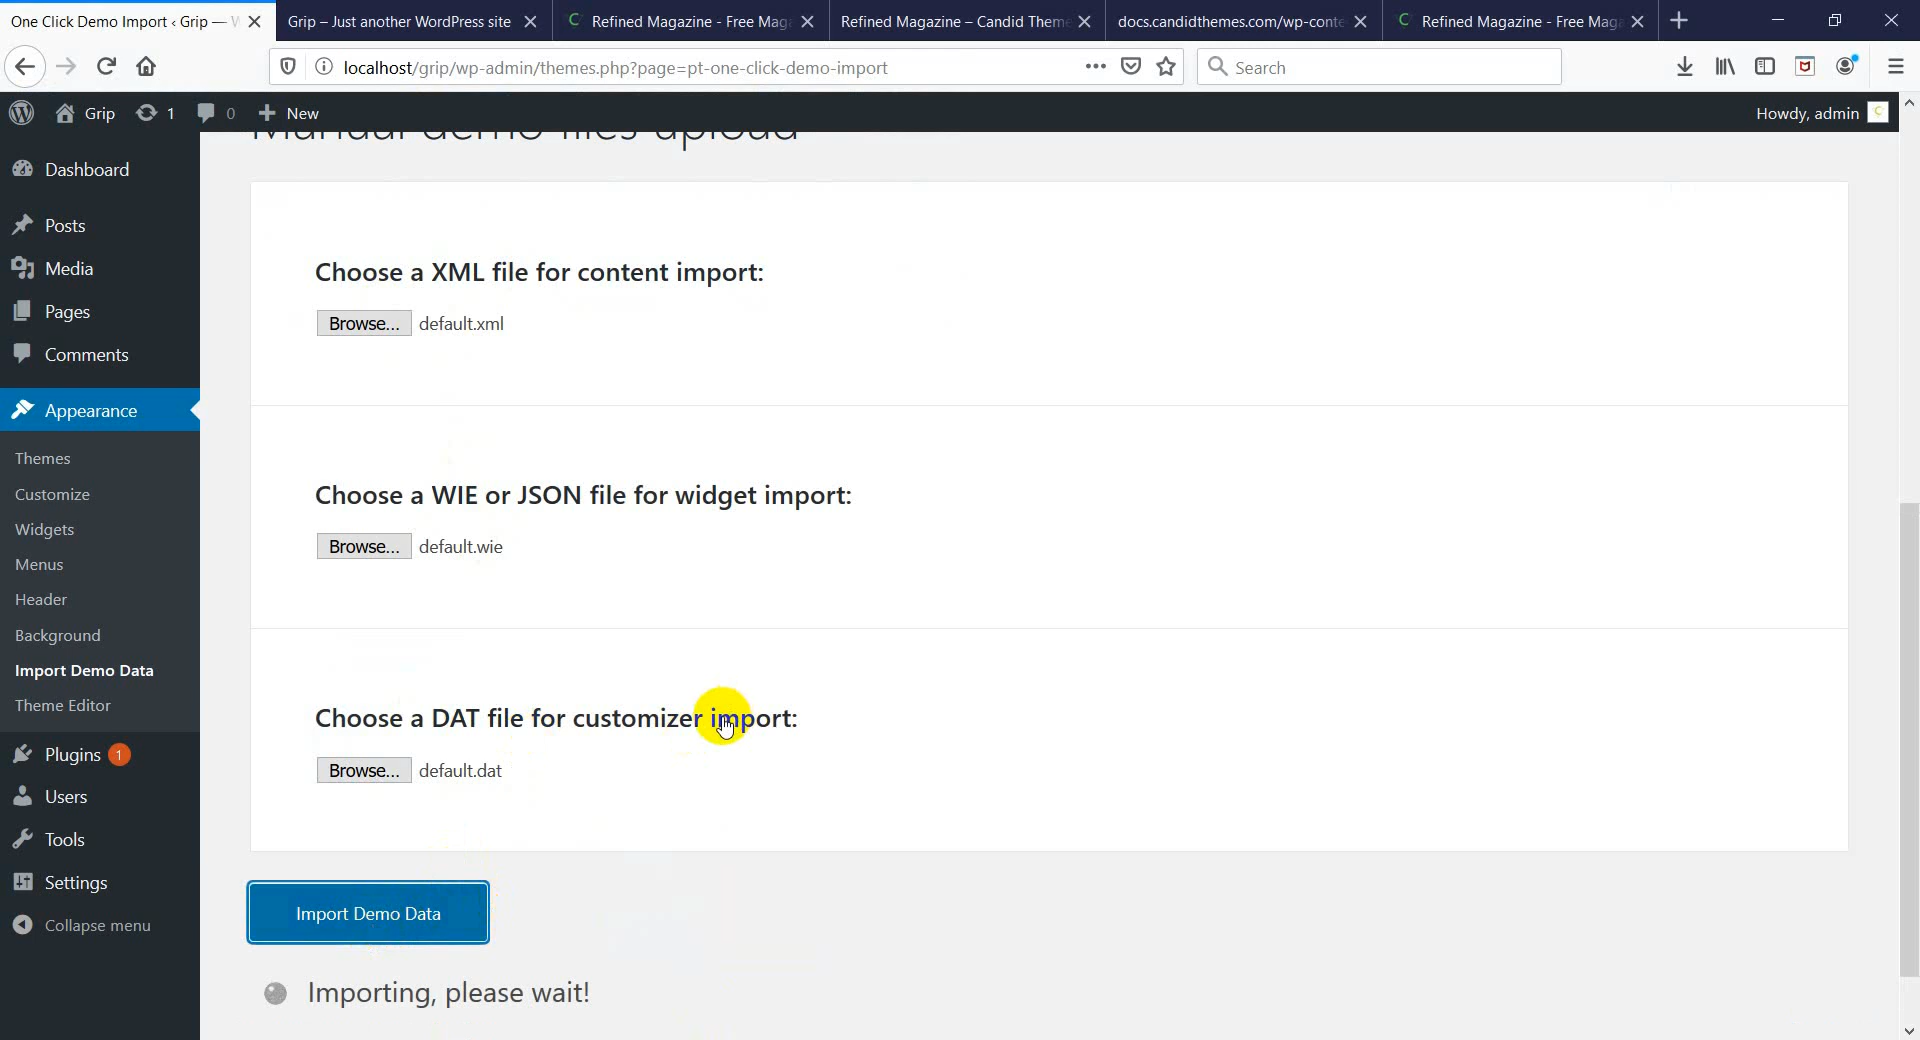 One Click Demo Import ‹ Grip —
Grip – Just another WordPress site
Refined Magazine - Free Mag
Refined Magazine – Candid Theme
docs.candidthemes.com/wp-conte
Refined Magazine - Free Mag
localhost/grip/wp-admin/themes.php?page=pt-one-click-demo-import
Search
Grip
1
0
New
Howdy, admin
Manual demo files upload
Dashboard
Posts
Media
Pages
Comments
Appearance
Themes
Customize
Widgets
Menus
Header
Background
Import Demo Data
Theme Editor
Plugins 1
Users
Tools
Settings
Collapse menu
Choose a XML file for content import:
Browse... default.xml
Choose a WIE or JSON file for widget import:
Browse... default.wie
Choose a DAT file for customizer import:
Browse... default.dat
Import Demo Data
Importing, please wait!